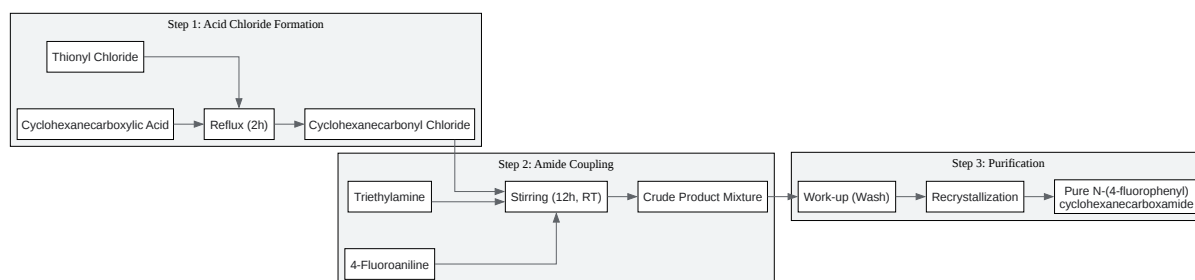 Step 1: Acid Chloride Formation
Thionyl Chloride
Cyclohexanecarboxylic Acid
Reflux (2h)
Cyclohexanecarbonyl Chloride
Step 2: Amide Coupling
Triethylamine
Stirring (12h, RT)
Crude Product Mixture
4-Fluoroaniline
Step 3: Purification
Work-up (Wash)
Recrystallization
Pure N-(4-fluorophenyl)
cyclohexanecarboxamide